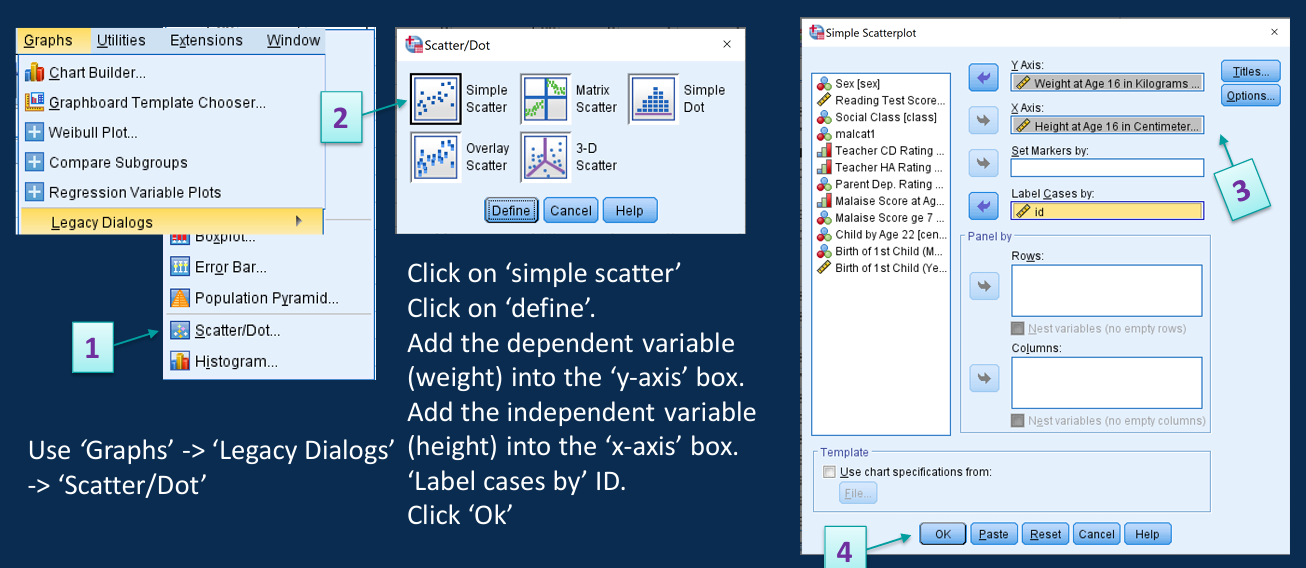 Graphs Utilities Extensions Window
Chart Builder...
Graphboard Template Chooser...
Weibull Plot...
Compare Subgroups
Regression Variable Plots
Legacy Dialogs
Error Bar...
Population Pyramid...
Scatter/Dot...
Histogram...
1
Use ‘Graphs’ -> ‘Legacy Dialogs’
-> ‘Scatter/Dot’
2
Scatter/Dot
Simple
Scatter
Matrix
Scatter
Simple
Dot
Overlay
Scatter
3-D
Scatter
Define Cancel Help
Click on ‘simple scatter’
Click on ‘define’.
Add the dependent variable
(weight) into the ‘y-axis’ box.
Add the independent variable
(height) into the ‘x-axis’ box.
‘Label cases by’ ID.
Click ‘Ok’
Simple Scatterplot
Sex [sex]
Reading Test Score...
Social Class [class]
malcat1
Teacher CD Rating ...
Teacher HA Rating ...
Parent Dep. Rating ...
Malaise Score at Ag...
Malaise Score ge 7 ...
Child by Age 22 [cen...
Birth of 1st Child (M...
Birth of 1st Child (Ye...
Y Axis:
Weight at Age 16 in Kilograms ...
X Axis:
Height at Age 16 in Centimeter...
Set Markers by:
Label Cases by:
id
Titles...
Options...
3
Panel by
Rows:
Nest variables (no empty rows)
Columns:
Nest variables (no empty columns)
Template
Use chart specifications from:
File...
4
OK Paste Reset Cancel Help